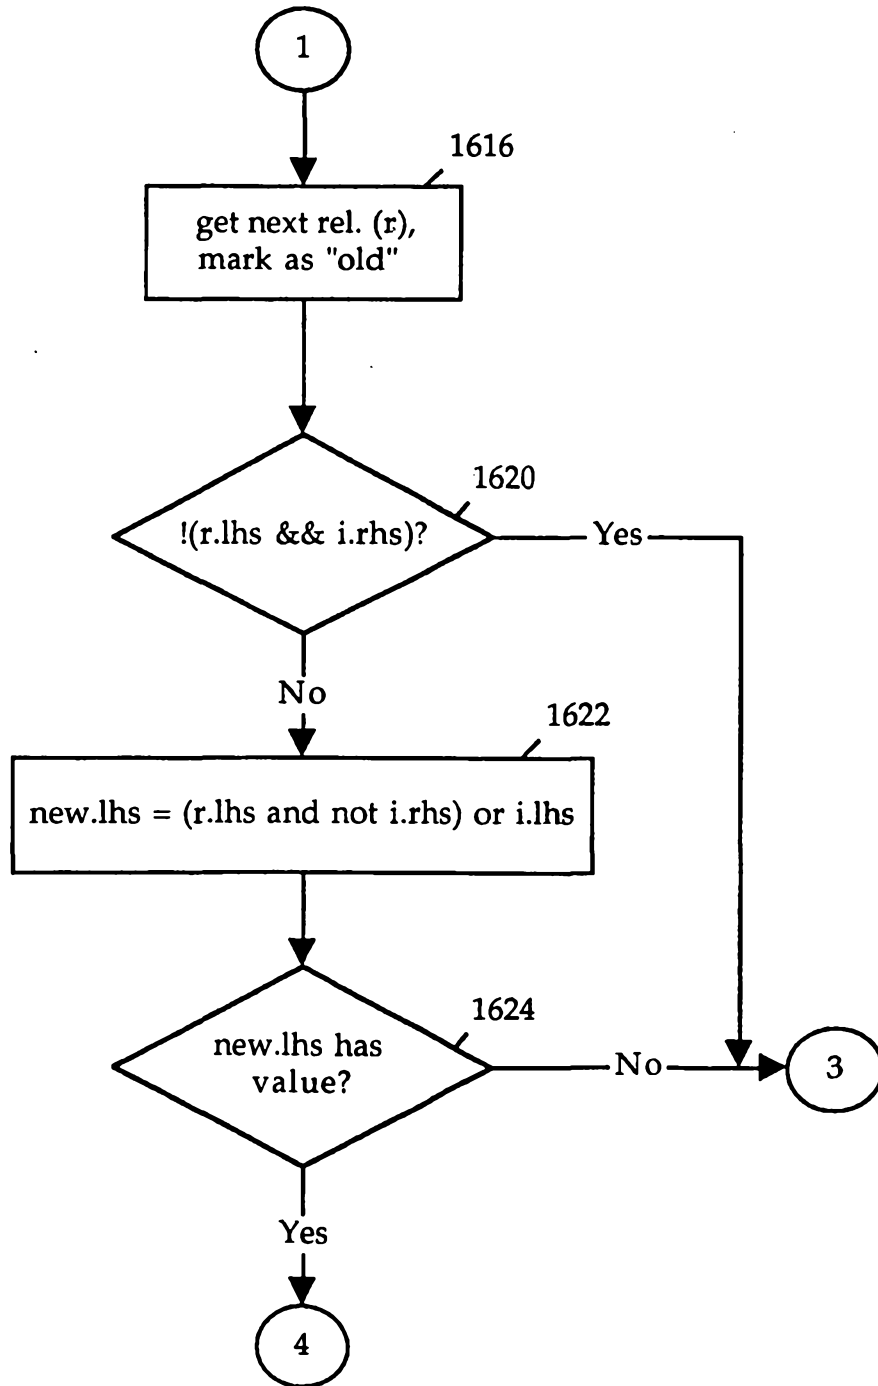 1
1616
get next rel. (r),
mark as "old"
1620
!(r.lhs && i.rhs)?
Yes
No
1622
new.lhs = (r.lhs and not i.rhs) or i.lhs
1624
new.lhs has
value?
No
3
Yes
4